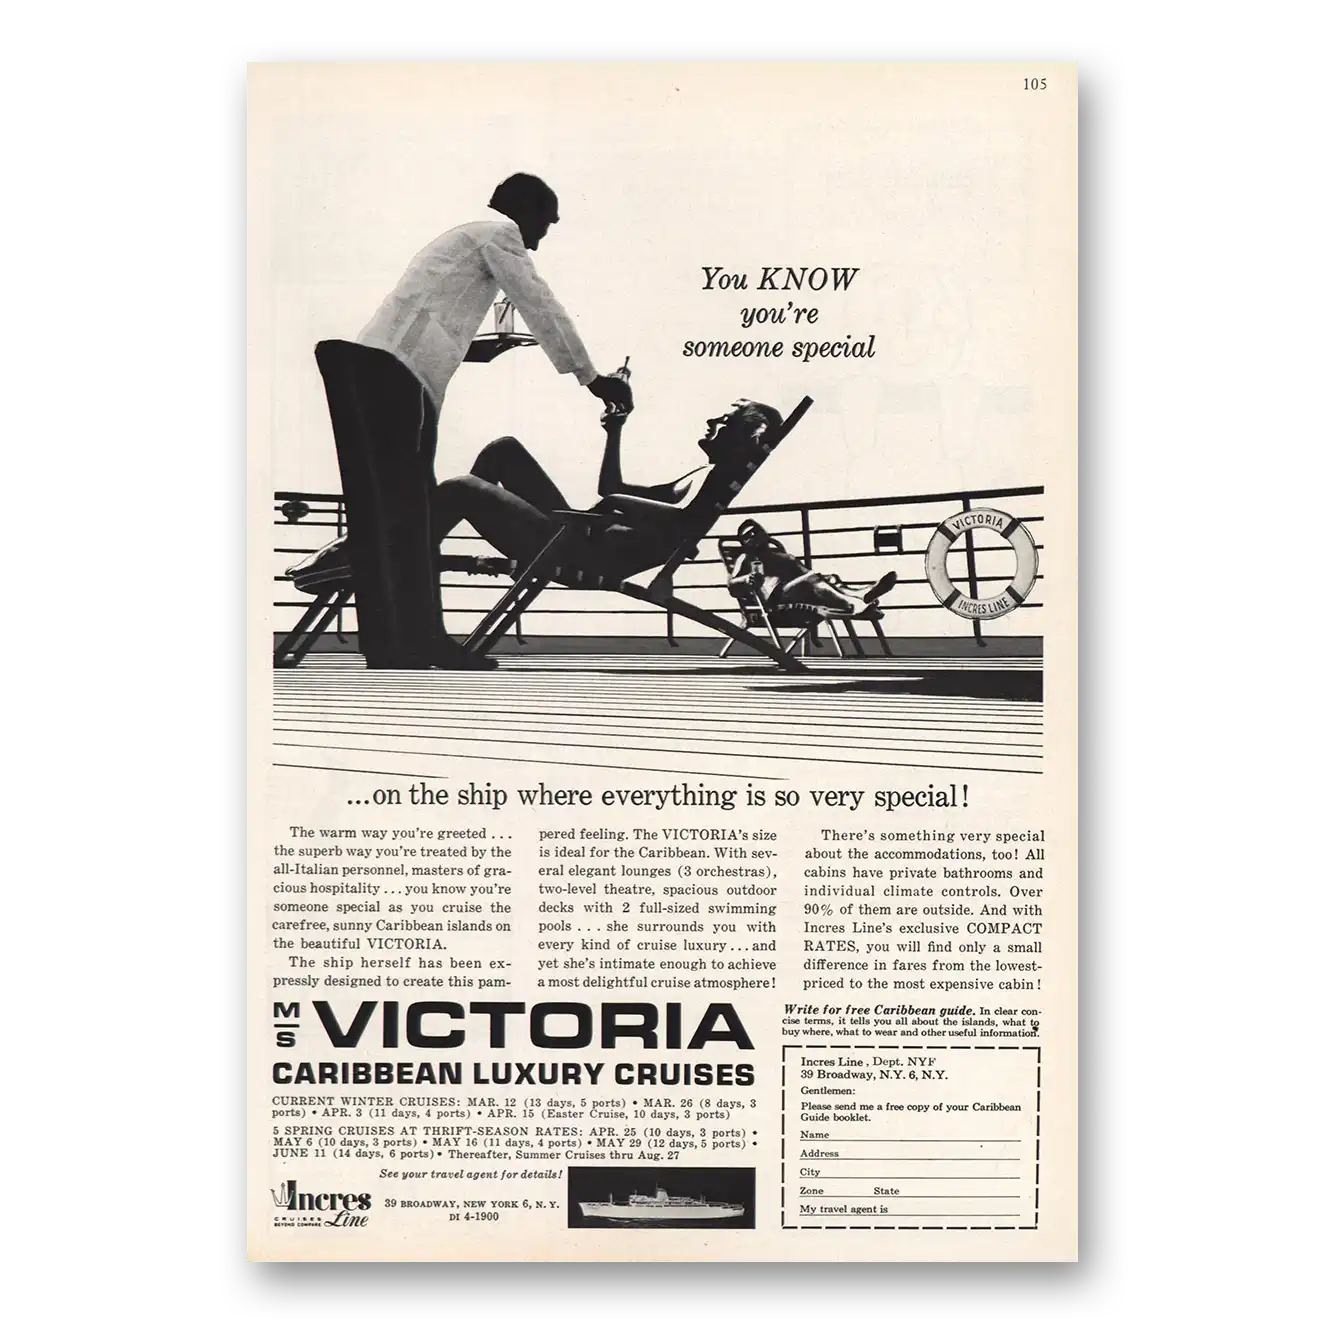 105
You KNOW
you're
someone special
VICTORIA
INCRES LINE
...on the ship where everything is so very special!
The warm way you're greeted . . .
the superb way you're treated by the
all-Italian personnel, masters of gra-
cious hospitality . . . you know you're
someone special as you cruise the
carefree, sunny Caribbean islands on
the beautiful VICTORIA.
The ship herself has been ex-
pressly designed to create this pam-
pered feeling. The VICTORIA's size
is ideal for the Caribbean. With sev-
eral elegant lounges (3 orchestras),
two-level theatre, spacious outdoor
decks with 2 full-sized swimming
pools . . . she surrounds you with
every kind of cruise luxury . . . and
yet she's intimate enough to achieve
a most delightful cruise atmosphere!
There's something very special
about the accommodations, too! All
cabins have private bathrooms and
individual climate controls. Over
90% of them are outside. And with
Incres Line's exclusive COMPACT
RATES, you will find only a small
difference in fares from the lowest-
priced to the most expensive cabin!
M/S VICTORIA
CARIBBEAN LUXURY CRUISES
CURRENT WINTER CRUISES: MAR. 12 (13 days, 5 ports) • MAR. 26 (8 days, 3
ports) • APR. 3 (11 days, 4 ports) • APR. 15 (Easter Cruise, 10 days, 3 ports)
5 SPRING CRUISES AT THRIFT-SEASON RATES: APR. 25 (10 days, 3 ports) •
MAY 6 (10 days, 3 ports) • MAY 16 (11 days, 4 ports) • MAY 29 (12 days, 5 ports) •
JUNE 11 (14 days, 6 ports) • Thereafter, Summer Cruises thru Aug. 27
See your travel agent for details!
Incres
Line
CRUISES
BEYOND COMPARE
39 BROADWAY, NEW YORK 6, N. Y.
DI 4-1900
Write for free Caribbean guide. In clear con-
cise terms, it tells you all about the islands, what to
buy where, what to wear and other useful information.
Incres Line, Dept. NYF
39 Broadway, N.Y. 6, N.Y.
Gentlemen:
Please send me a free copy of your Caribbean
Guide booklet.
Name
Address
City
Zone State
My travel agent is